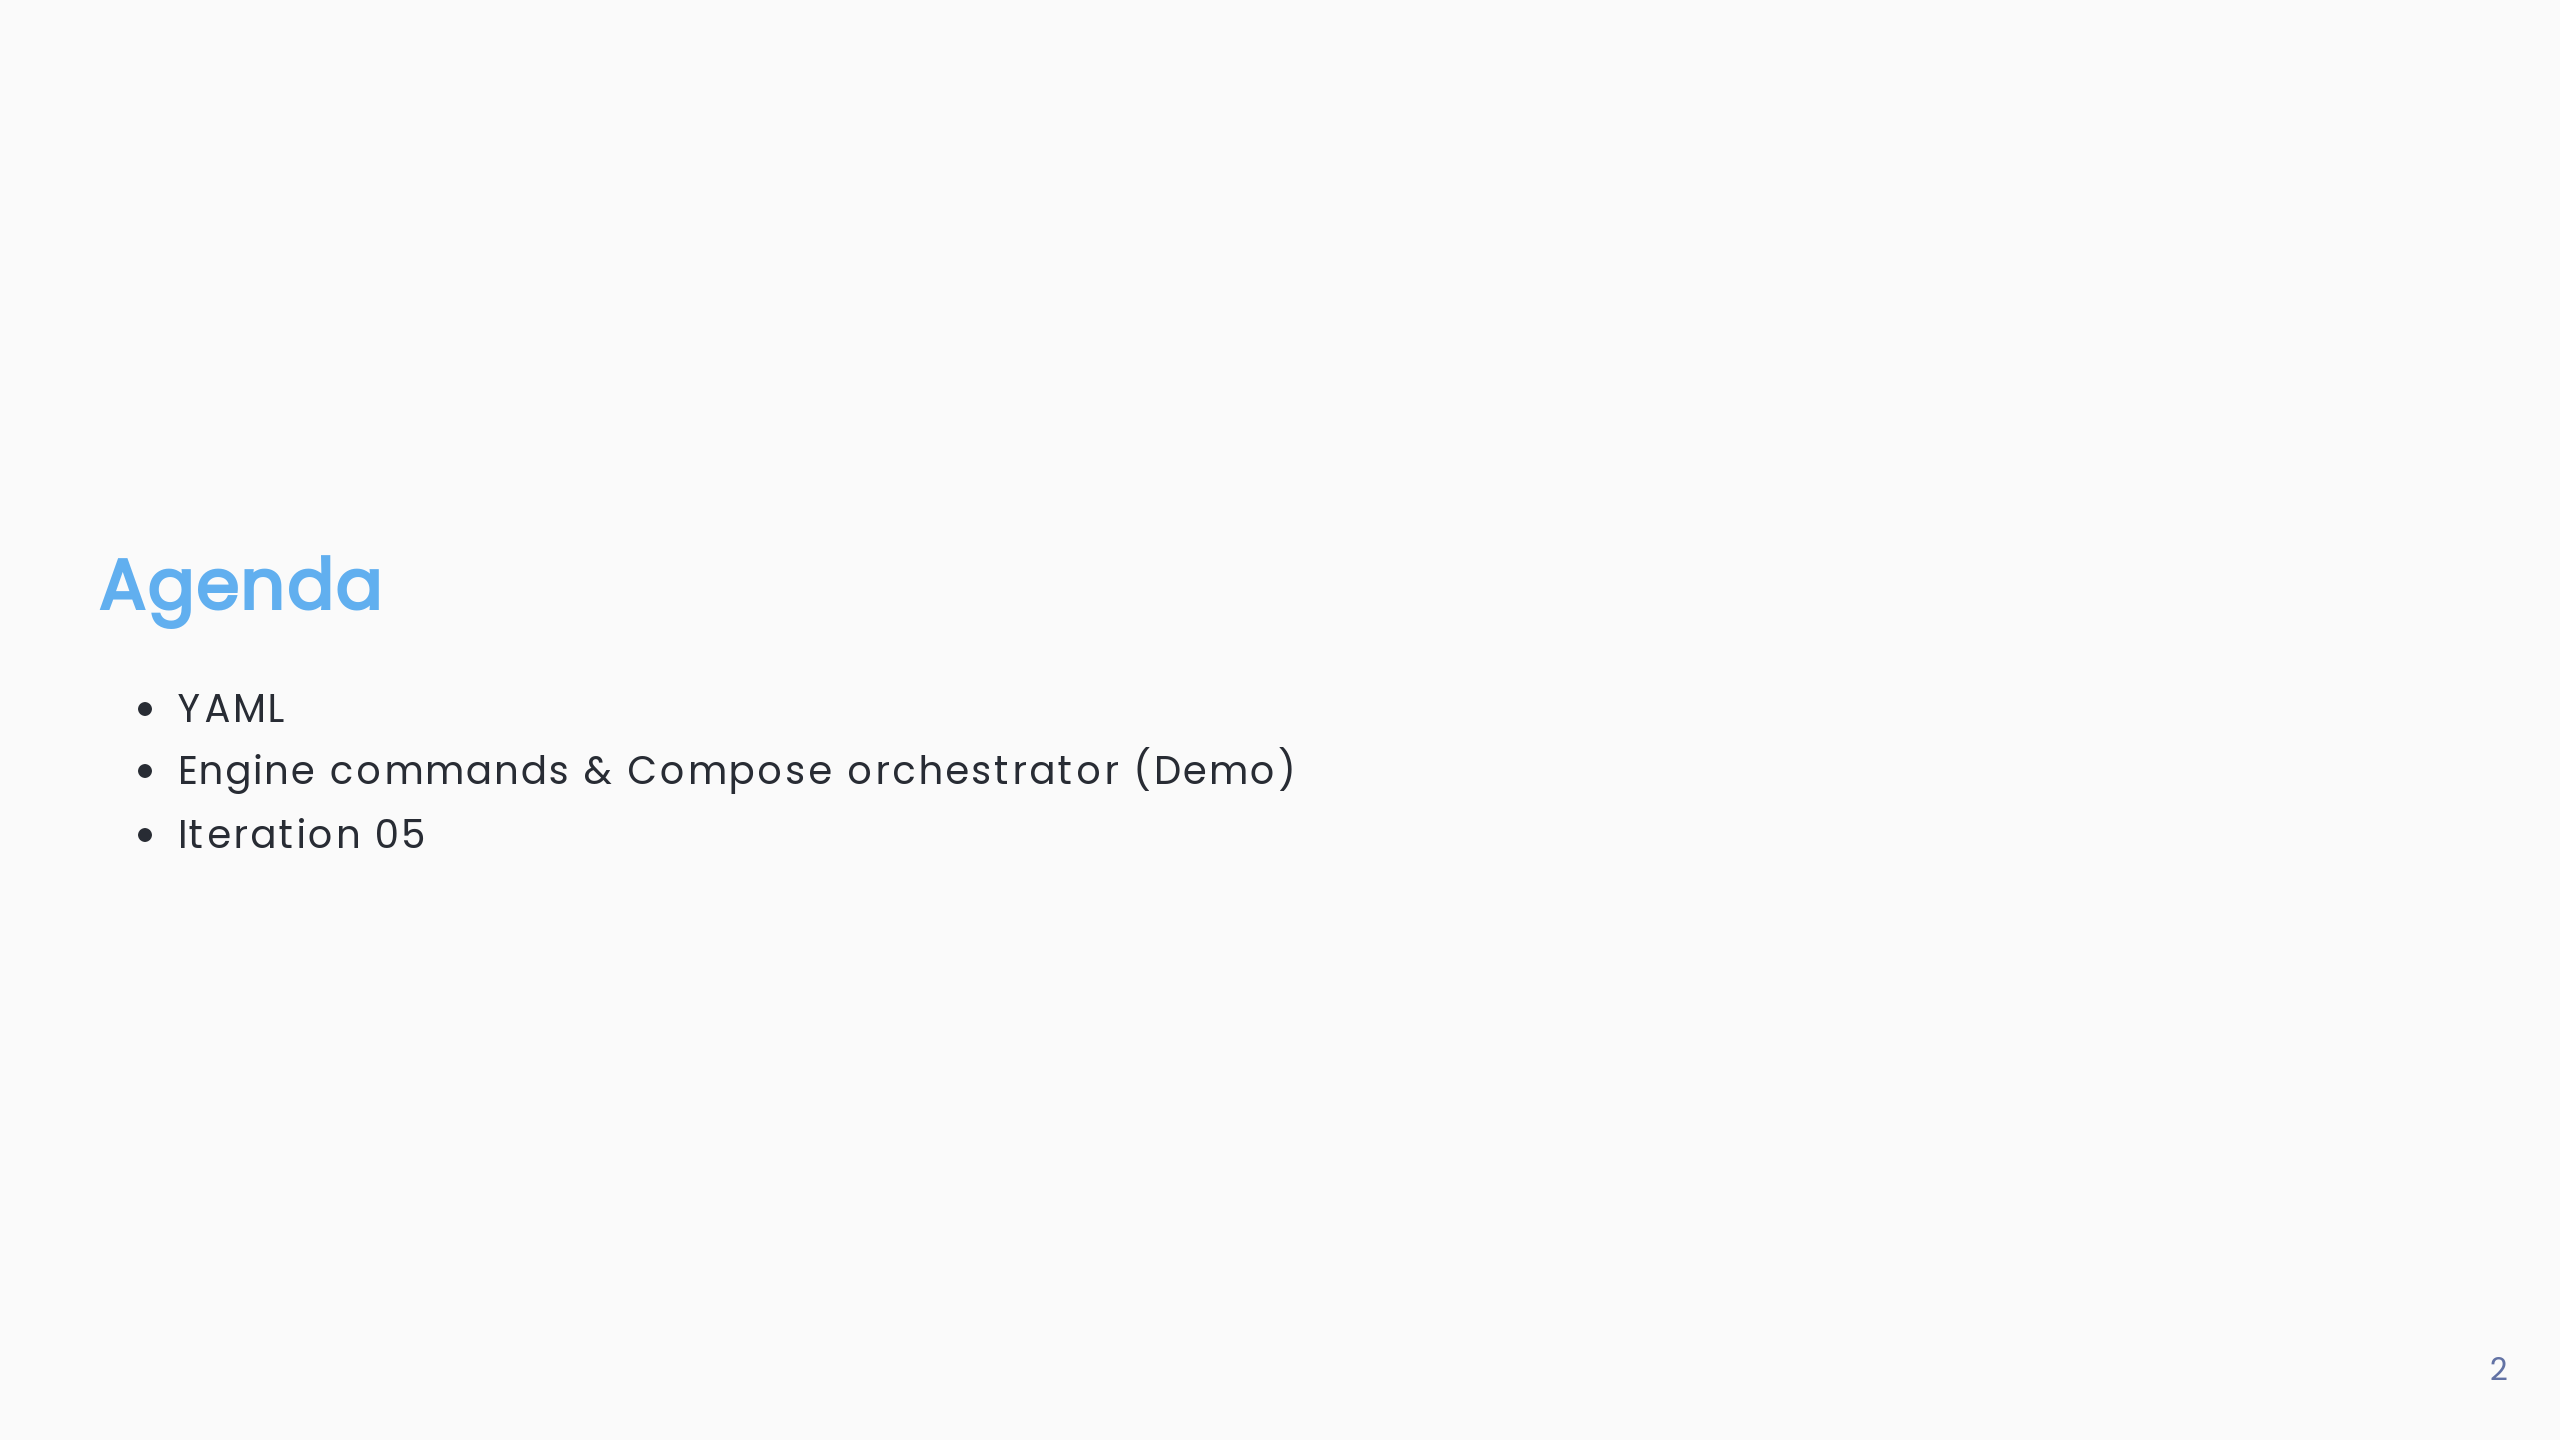 Agenda
• YAML
• Engine commands & Compose orchestrator (Demo)
• Iteration 05
2